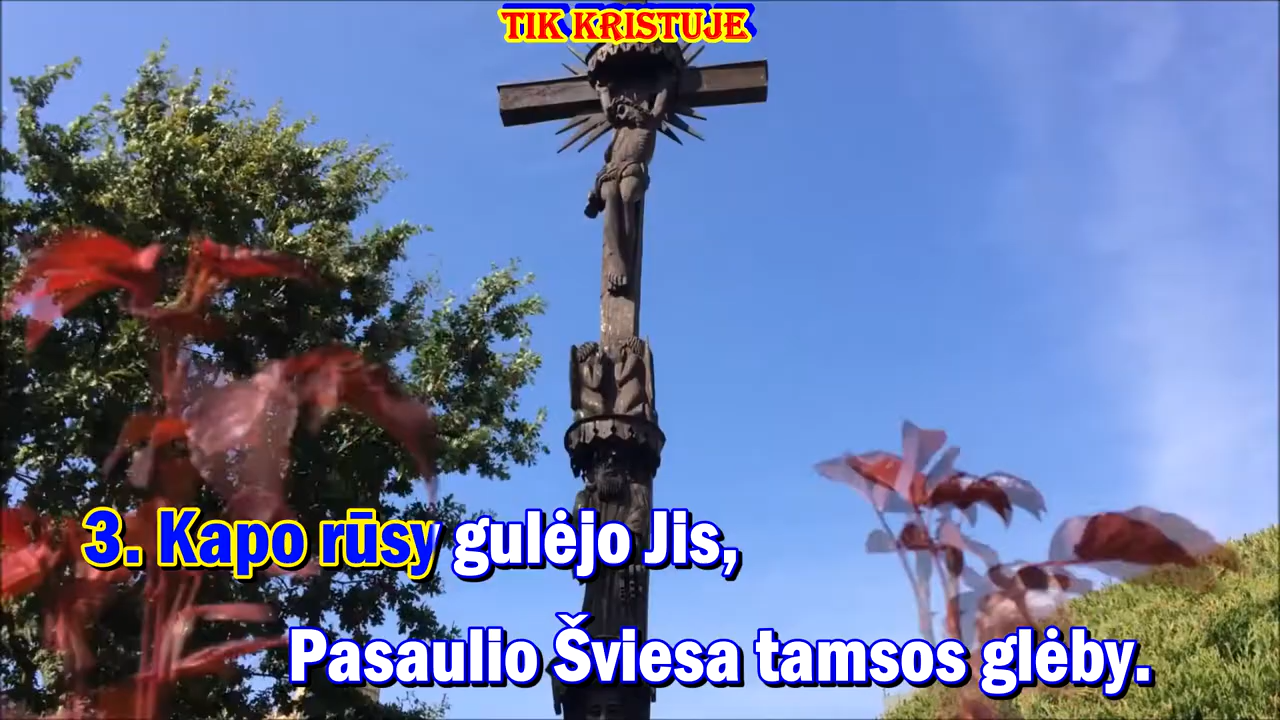 TIK KRISTUJE
3. Kapo rūsy gulėjo Jis,
Pasaulio Šviesa tamsos glėby.